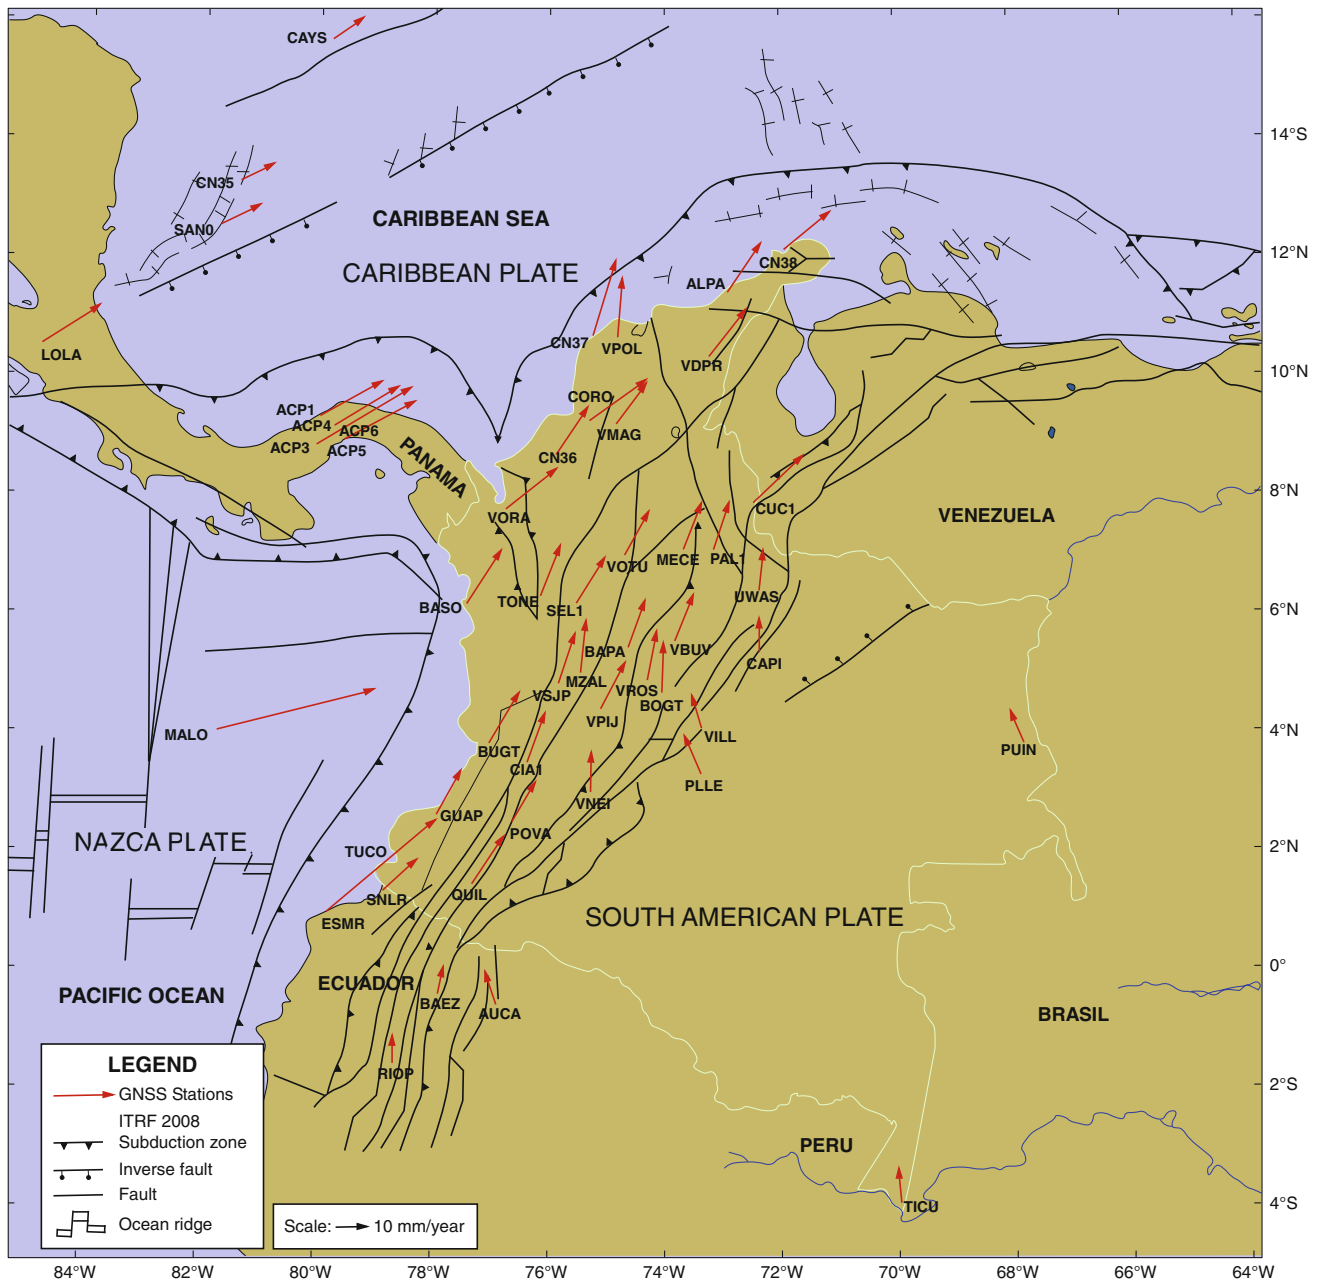 CAYS
14°S
CN35
SAN0
CARIBBEAN SEA
CARIBBEAN PLATE
12°N
CN38
ALPA
LOLA
CN37
VPOL
VDPR
10°N
CORO
ACP1
ACP4
ACP6
ACP3
ACP5
VMAG
CN36
PANAMA
8°N
VORA
CUC1
VENEZUELA
VOTU
MECE
PAL1
BASO
TONE
SEL1
UWAS
6°N
BAPA
VBUV
CAPI
MZAL
VSJP
VROS
BOGT
VPIJ
MALO
4°N
BUGT
VILL
PUIN
CIA1
PLLE
VNEI
GUAP
POVA
NAZCA PLATE
TUCO
2°N
SNLR
QUIL
ESMR
SOUTH AMERICAN PLATE
0°
ECUADOR
PACIFIC OCEAN
BAEZ
AUCA
BRASIL
RIOP
2°S
PERU
TICU
4°S
LEGEND
GNSS Stations
ITRF 2008
Subduction zone
Inverse fault
Fault
Ocean ridge
Scale: 10 mm/year
84°W 82°W 80°W 78°W 76°W 74°W 72°W 70°W 68°W 66°W 64°W